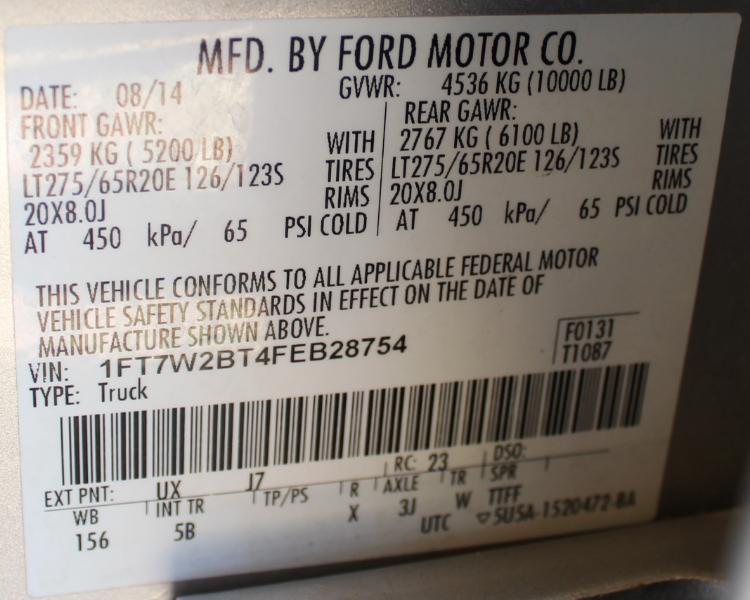 MFD. BY FORD MOTOR CO.
DATE: 08/14 GVWR: 4536 KG (10000 LB)
FRONT GAWR: REAR GAWR:
2359 KG ( 5200 LB) WITH 2767 KG ( 6100 LB) WITH
LT275/65R20E 126/123S TIRES LT275/65R20E 126/123S TIRES
20X8.0J RIMS 20X8.0J RIMS
AT 450 kPa/ 65 PSI COLD AT 450 kPa/ 65 PSI COLD
THIS VEHICLE CONFORMS TO ALL APPLICABLE FEDERAL MOTOR
VEHICLE SAFETY STANDARDS IN EFFECT ON THE DATE OF
MANUFACTURE SHOWN ABOVE.
VIN: 1FT7W2BT4FEB28754 F0131
TYPE: Truck T1087
EXT PNT: UX J7 RC: 23 DSO:
WB INT TR TP/PS R AXLE TR SPR
156 5B X 3J W TTFF
UTC ▽5U5A-1520472-BA